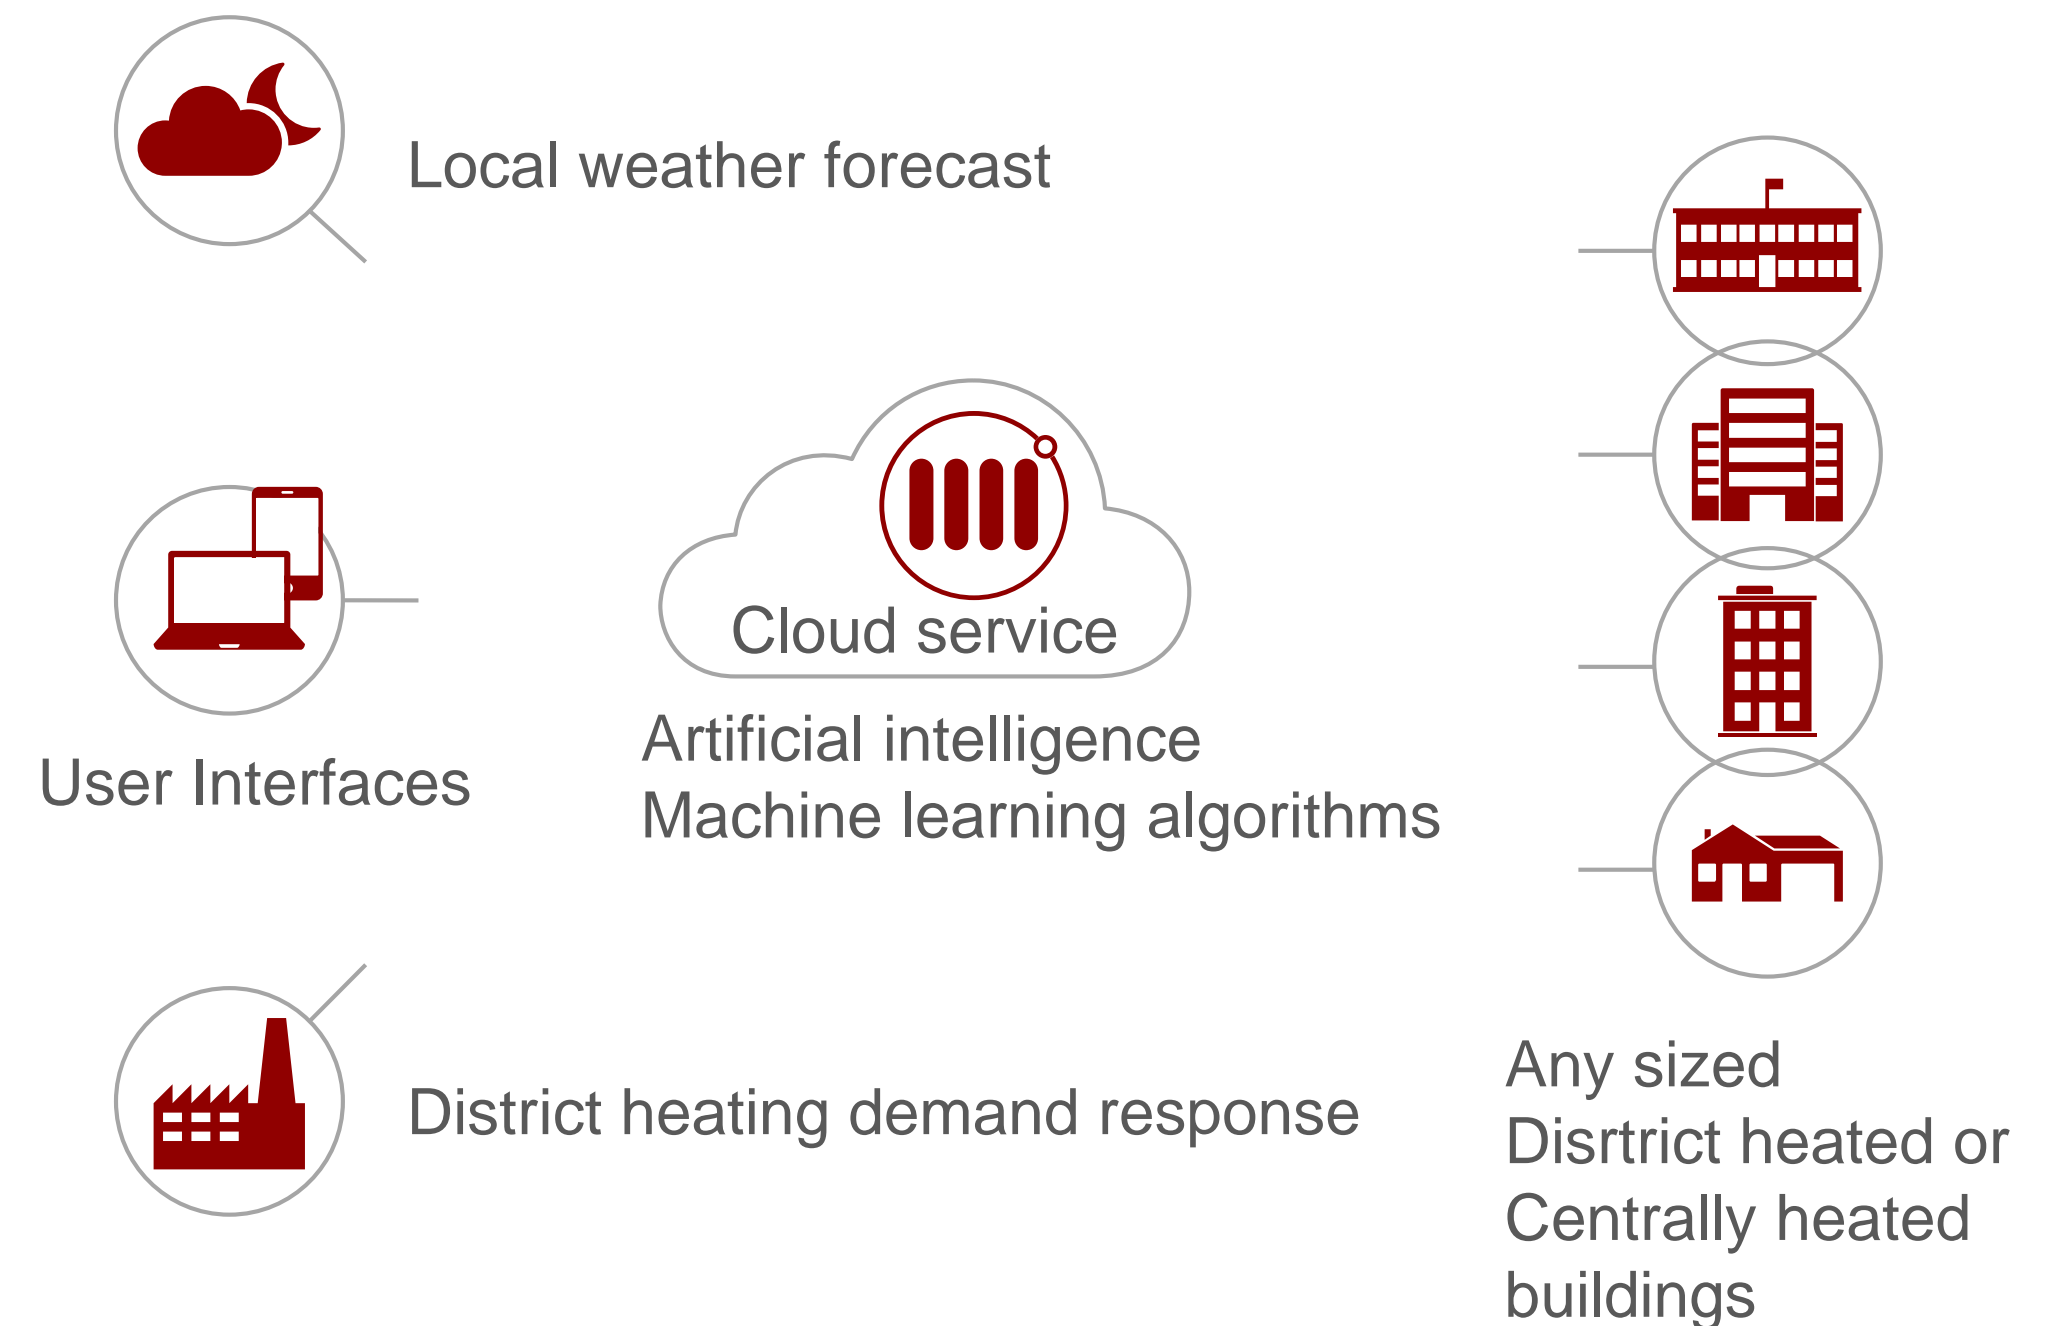 Local weather forecast
Cloud service
Artificial intelligence
Machine learning algorithms
User Interfaces
District heating demand response
Any sized
Disrtrict heated or
Centrally heated
buildings